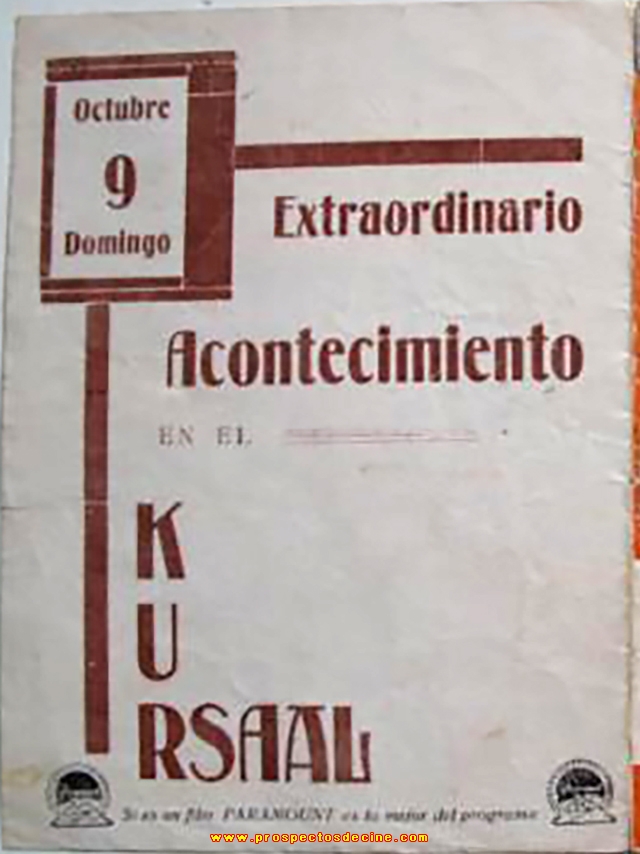 Octubre
9
Domingo
Extraordinario
Acontecimiento
EN EL
K
U
RSAAL
Si es un film PARAMOUNT es lo mejor del programa
www.prospectosdecine.com